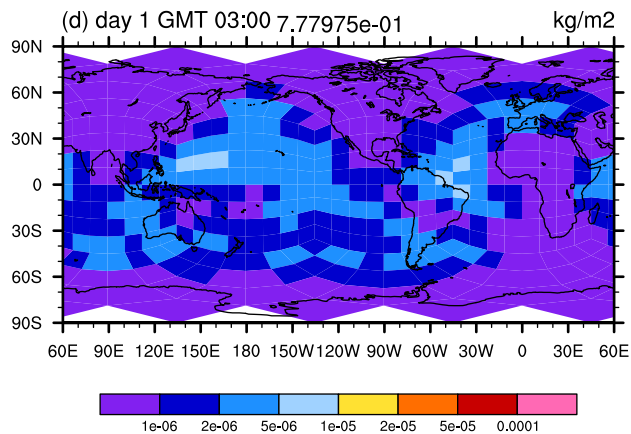 (d) day 1 GMT 03:00 7.77975e-01 kg/m2
90N
60N
30N
0
30S
60S
90S
60E 90E 120E 150E 180 150W 120W 90W 60W 30W 0 30E 60E
1e-06 2e-06 5e-06 1e-05 2e-05 5e-05 0.0001